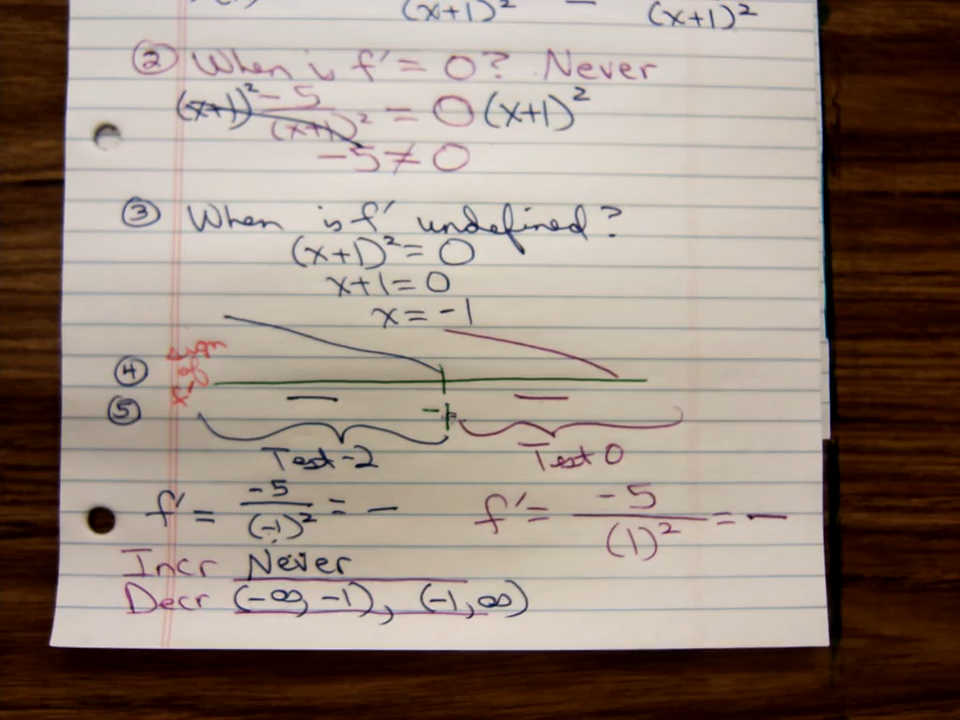 (x+1)² = (x+1)²
② When is f' = 0? Never
(x+1)² -5/(x+1)² = 0 (x+1)²
-5 ≠ 0
③ When is f' undefined?
(x+1)² = 0
x+1 = 0
x = -1
④ sign of
⑤ — -1 —
Test -2 Test 0
f' = -5/(-1)² = — f' = -5/(1)² = —
Incr Never
Decr (-∞, -1), (-1, ∞)